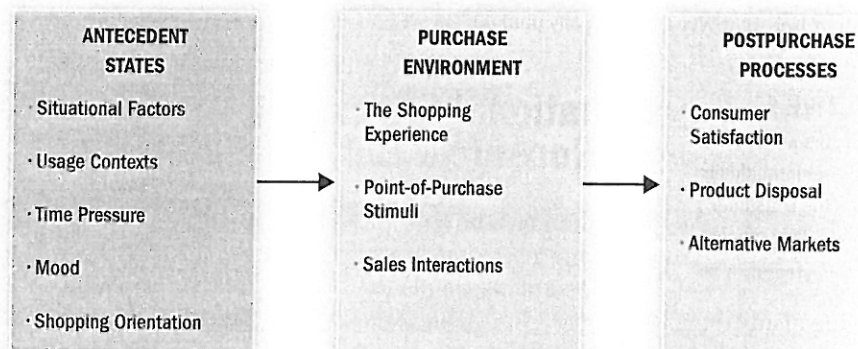 ANTECEDENT
STATES
· Situational Factors
· Usage Contexts
· Time Pressure
· Mood
· Shopping Orientation
PURCHASE
ENVIRONMENT
· The Shopping
Experience
· Point-of-Purchase
Stimuli
· Sales Interactions
POSTPURCHASE
PROCESSES
· Consumer
Satisfaction
· Product Disposal
· Alternative Markets